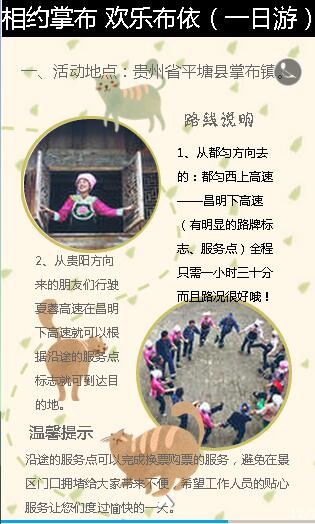 相约掌布 欢乐布依（一日游）
一、活动地点：贵州省平塘县掌布镇。
路线说明
1、从都匀方向去
的：都匀西上高速
——昌明下高速
（有明显的路牌标
志、服务点）全程
只需一小时三十分
而且路况很好哦！
2、从贵阳方向
来的朋友们行驶
夏蓉高速在昌明
下高速就可以根
据沿途的服务点
标志就可到达目
的地。
温馨提示
沿途的服务点可以完成换票购票的服务，避免在景
区门口拥堵给大家带来不便，希望工作人员的贴心
服务让您们度过愉快的一天。